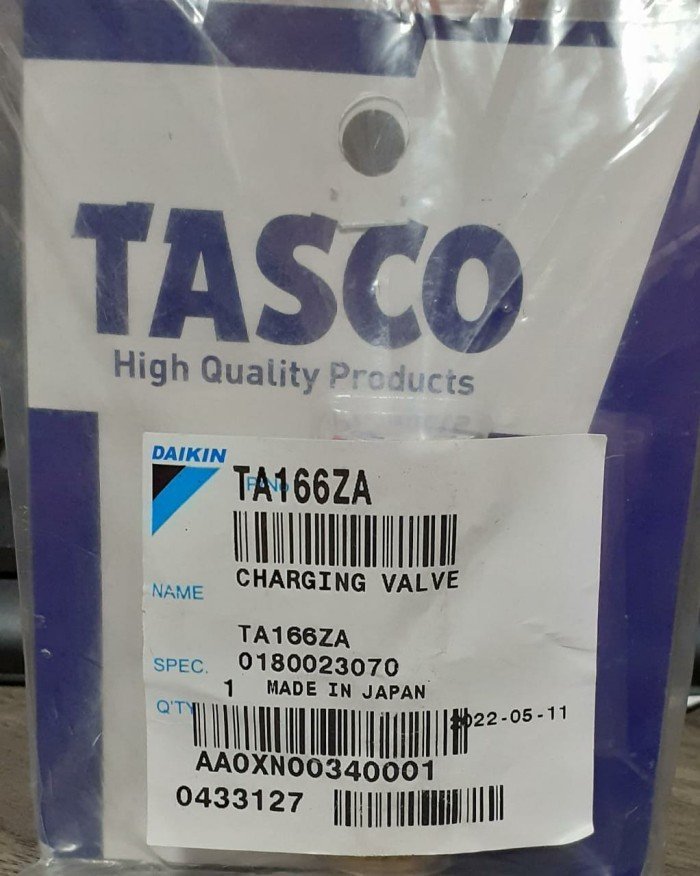 TASCO
High Quality Products
DAIKIN
TA166ZA
CHARGING VALVE
NAME
TA166ZA
SPEC. 0180023070
1 MADE IN JAPAN
Q'TY
2022-05-11
AA0XN00340001
0433127